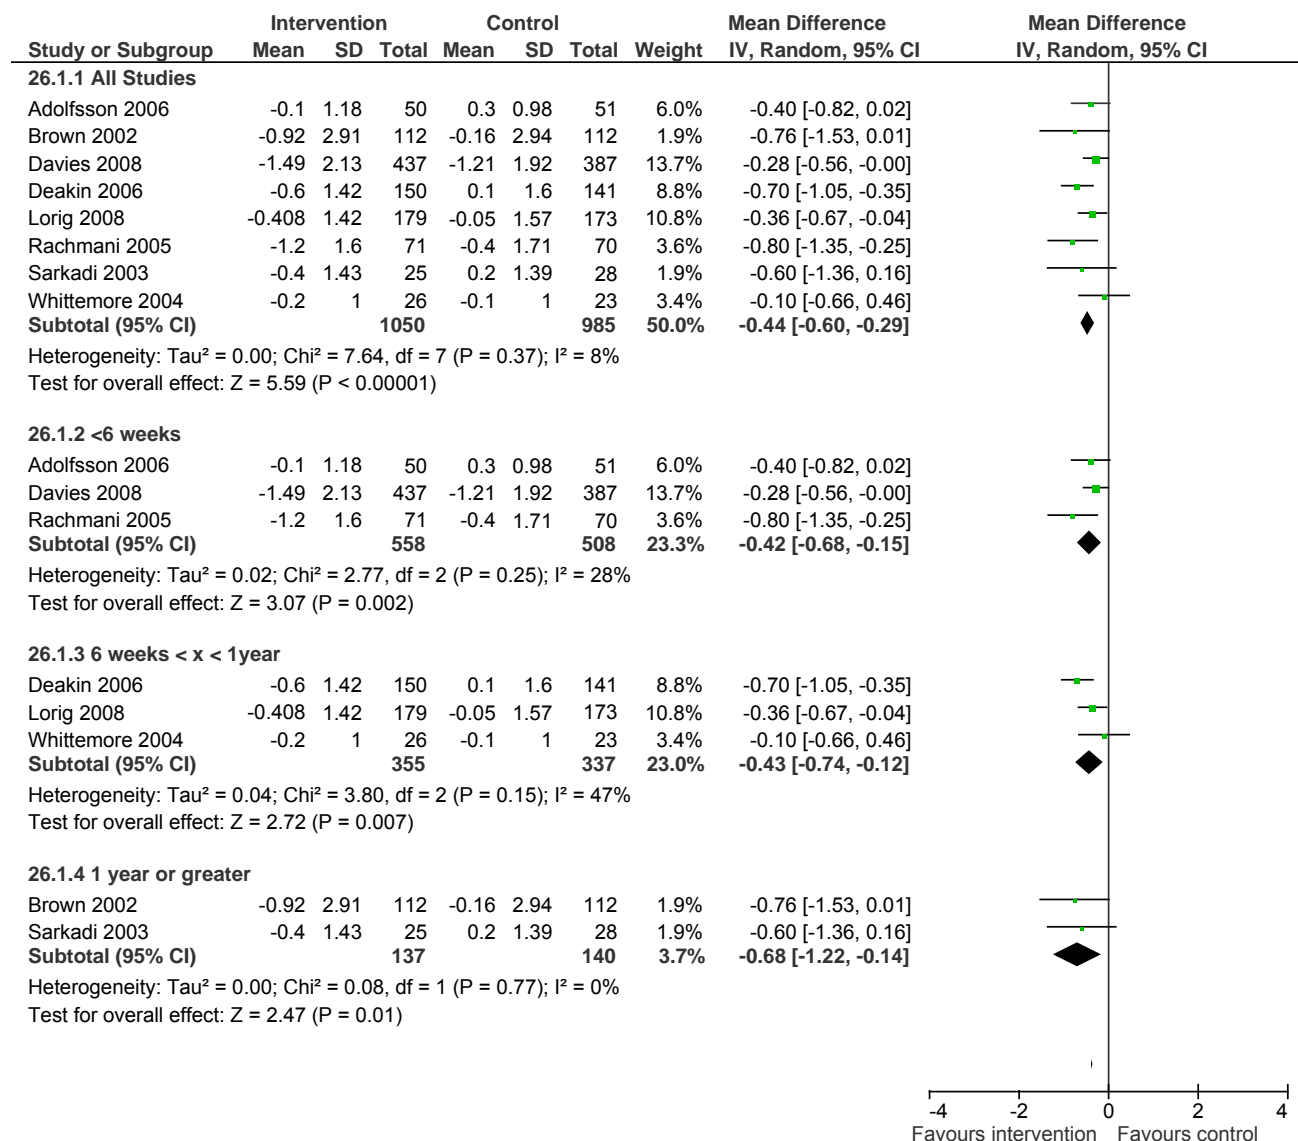 Intervention Control Mean Difference Mean Difference
Study or Subgroup Mean SD Total Mean SD Total Weight IV, Random, 95% CI IV, Random, 95% CI
26.1.1 All Studies
Adolfsson 2006 -0.1 1.18 50 0.3 0.98 51 6.0% -0.40 [-0.82, 0.02]
Brown 2002 -0.92 2.91 112 -0.16 2.94 112 1.9% -0.76 [-1.53, 0.01]
Davies 2008 -1.49 2.13 437 -1.21 1.92 387 13.7% -0.28 [-0.56, -0.00]
Deakin 2006 -0.6 1.42 150 0.1 1.6 141 8.8% -0.70 [-1.05, -0.35]
Lorig 2008 -0.408 1.42 179 -0.05 1.57 173 10.8% -0.36 [-0.67, -0.04]
Rachmani 2005 -1.2 1.6 71 -0.4 1.71 70 3.6% -0.80 [-1.35, -0.25]
Sarkadi 2003 -0.4 1.43 25 0.2 1.39 28 1.9% -0.60 [-1.36, 0.16]
Whittemore 2004 -0.2 1 26 -0.1 1 23 3.4% -0.10 [-0.66, 0.46]
Subtotal (95% CI) 1050 985 50.0% -0.44 [-0.60, -0.29]
Heterogeneity: Tau² = 0.00; Chi² = 7.64, df = 7 (P = 0.37); I² = 8%
Test for overall effect: Z = 5.59 (P < 0.00001)
26.1.2 <6 weeks
Adolfsson 2006 -0.1 1.18 50 0.3 0.98 51 6.0% -0.40 [-0.82, 0.02]
Davies 2008 -1.49 2.13 437 -1.21 1.92 387 13.7% -0.28 [-0.56, -0.00]
Rachmani 2005 -1.2 1.6 71 -0.4 1.71 70 3.6% -0.80 [-1.35, -0.25]
Subtotal (95% CI) 558 508 23.3% -0.42 [-0.68, -0.15]
Heterogeneity: Tau² = 0.02; Chi² = 2.77, df = 2 (P = 0.25); I² = 28%
Test for overall effect: Z = 3.07 (P = 0.002)
26.1.3 6 weeks < x < 1year
Deakin 2006 -0.6 1.42 150 0.1 1.6 141 8.8% -0.70 [-1.05, -0.35]
Lorig 2008 -0.408 1.42 179 -0.05 1.57 173 10.8% -0.36 [-0.67, -0.04]
Whittemore 2004 -0.2 1 26 -0.1 1 23 3.4% -0.10 [-0.66, 0.46]
Subtotal (95% CI) 355 337 23.0% -0.43 [-0.74, -0.12]
Heterogeneity: Tau² = 0.04; Chi² = 3.80, df = 2 (P = 0.15); I² = 47%
Test for overall effect: Z = 2.72 (P = 0.007)
26.1.4 1 year or greater
Brown 2002 -0.92 2.91 112 -0.16 2.94 112 1.9% -0.76 [-1.53, 0.01]
Sarkadi 2003 -0.4 1.43 25 0.2 1.39 28 1.9% -0.60 [-1.36, 0.16]
Subtotal (95% CI) 137 140 3.7% -0.68 [-1.22, -0.14]
Heterogeneity: Tau² = 0.00; Chi² = 0.08, df = 1 (P = 0.77); I² = 0%
Test for overall effect: Z = 2.47 (P = 0.01)
-4 -2 0 2 4
Favours intervention Favours control